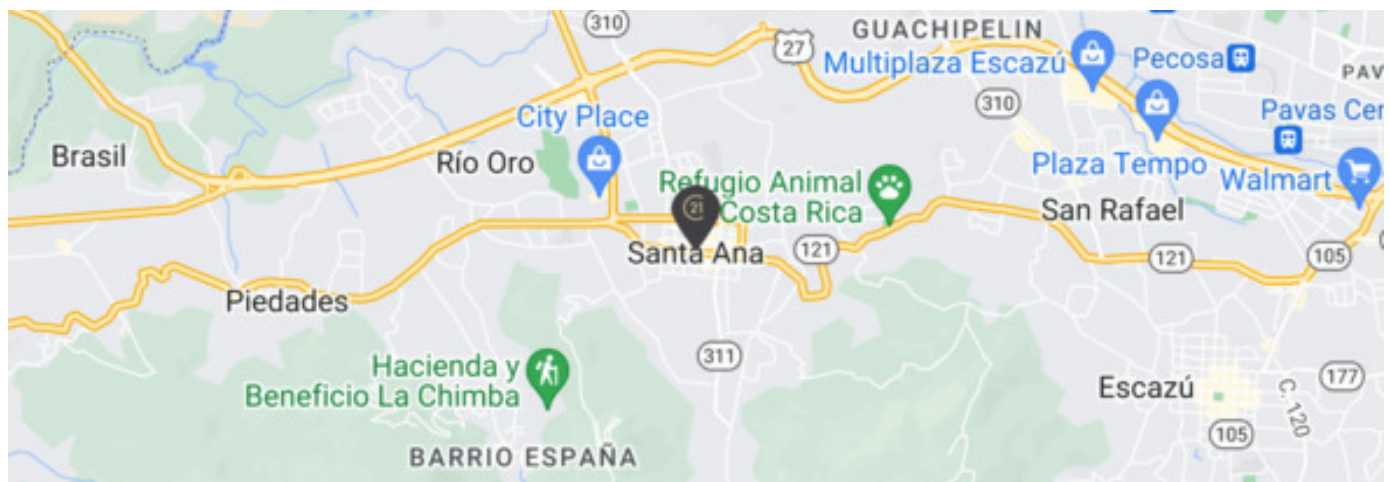 310
GUACHIPELIN
27
Multiplaza Escazú
Pecosa
PAV
310
City Place
Pavas Cen
Brasil
Río Oro
Plaza Tempo
Walmart
Refugio Animal
Costa Rica
21
San Rafael
Santa Ana
121
121
105
Piedades
311
Hacienda y
Beneficio La Chimba
177
Escazú
C. 120
105
BARRIO ESPAÑA